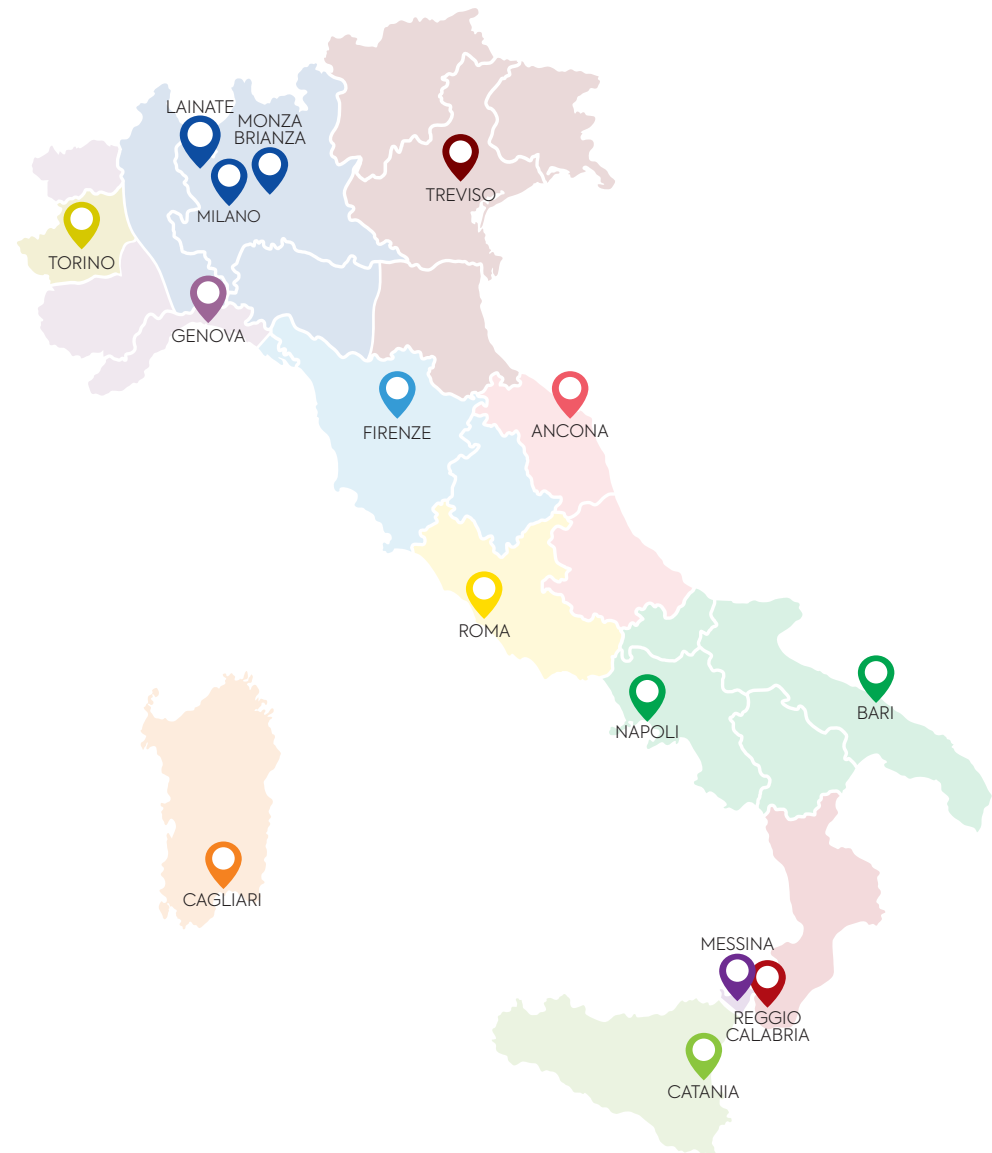 LAINATE
MONZA
BRIANZA
MILANO
TREVISO
TORINO
GENOVA
FIRENZE
ANCONA
ROMA
BARI
NAPOLI
CAGLIARI
MESSINA
REGGIO
CALABRIA
CATANIA